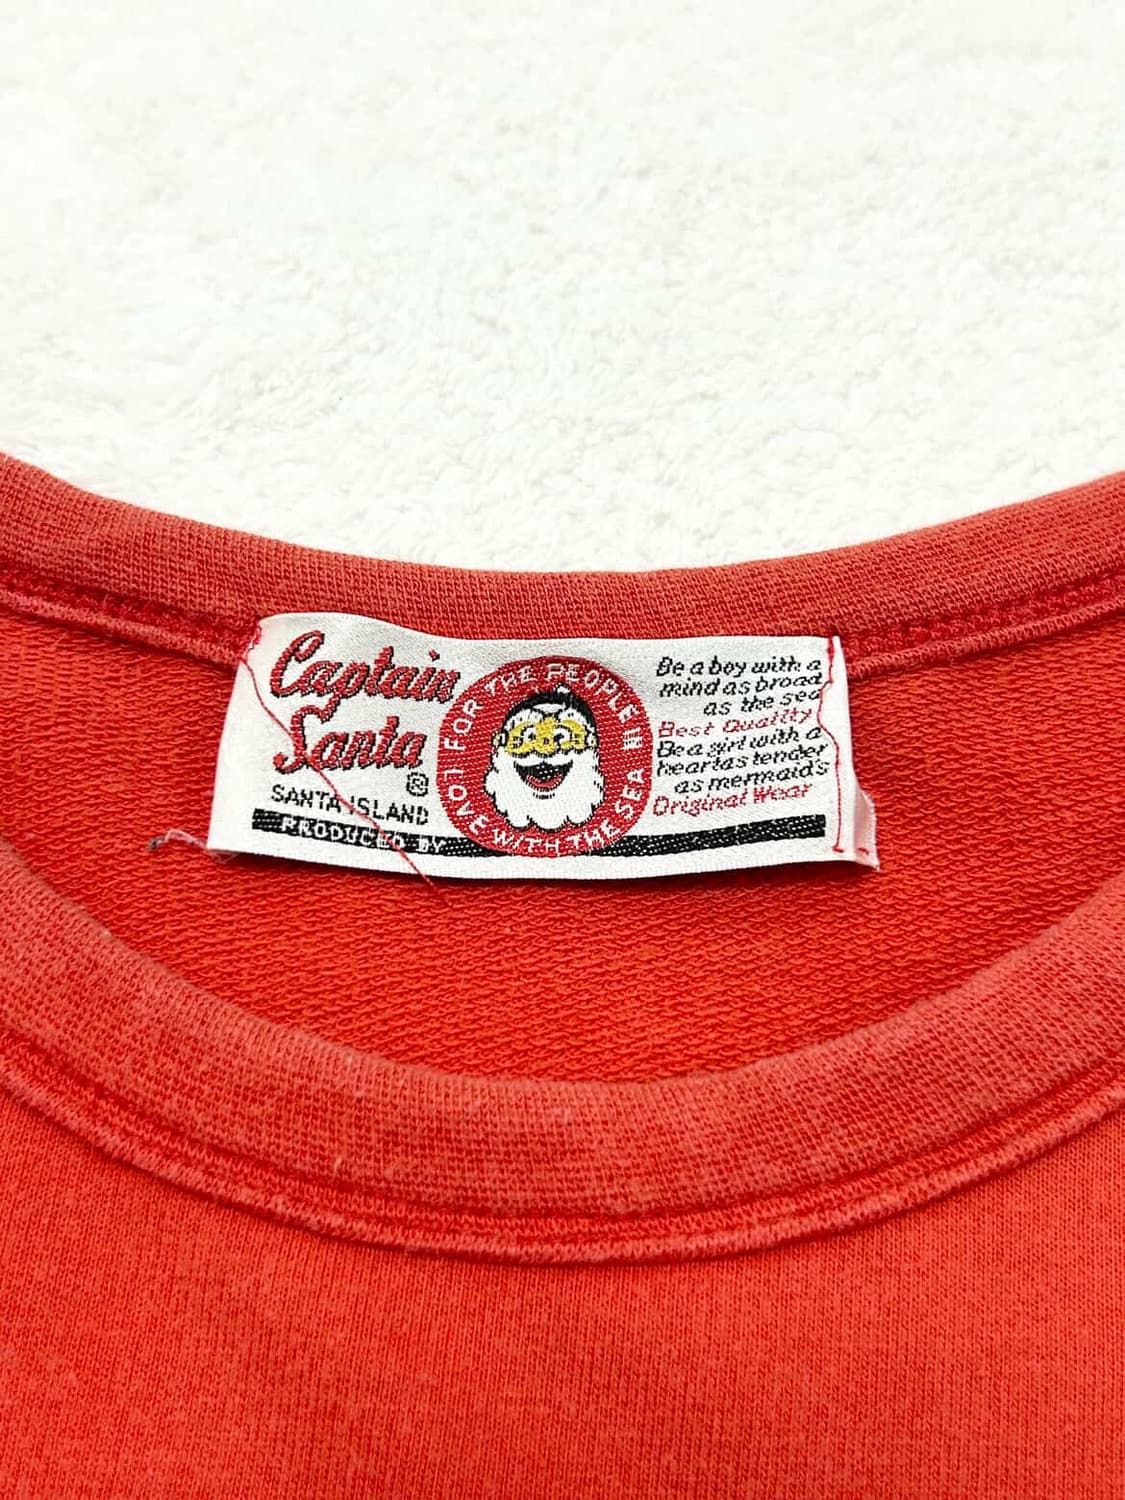 Captain
Santa
®
SANTA ISLAND
PRODUCED BY
FOR THE PEOPLE IN
LOVE WITH THE SEA
Be a boy with a
mind as broad
as the sea
Best Quality
Be a girl with a
heart as tender
as mermaid's
Original Wear